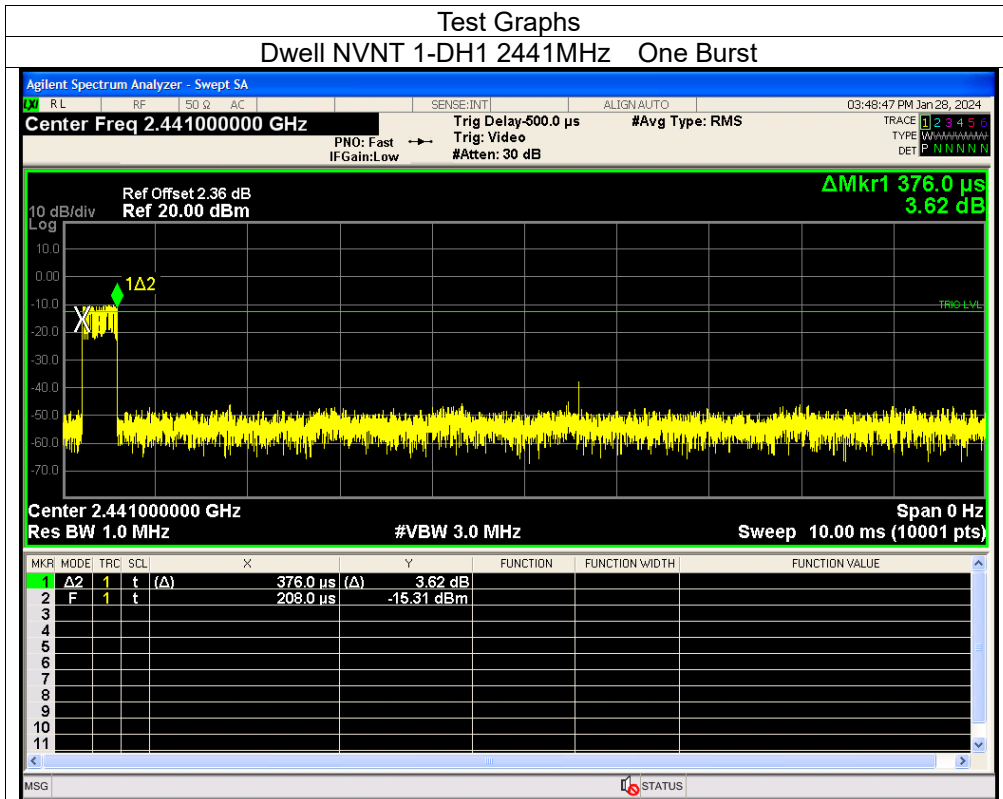 Test Graphs
Dwell NVNT 1-DH1 2441MHz One Burst
Agilent Spectrum Analyzer - Swept SA
LXI RL RF 50 Ω AC SENSE:INT ALIGN AUTO 03:48:47 PM Jan 28, 2024
Center Freq 2.441000000 GHz Trig Delay-500.0 µs #Avg Type: RMS TRACE 1 2 3 4 5 6
PNO: Fast Trig: Video TYPE WWWWWW
IFGain:Low #Atten: 30 dB DET P N N N N N
ΔMkr1 376.0 µs
Ref Offset 2.36 dB
10 dB/div Ref 20.00 dBm 3.62 dB
Log
10.0
0.00
1Δ2
-10.0
TRIG LVL
X
-20.0
-30.0
-40.0
-50.0
-60.0
-70.0
Center 2.441000000 GHz Span 0 Hz
Res BW 1.0 MHz #VBW 3.0 MHz Sweep 10.00 ms (10001 pts)
MKR MODE TRC SCL X Y FUNCTION FUNCTION WIDTH FUNCTION VALUE
1 Δ2 1 t (Δ) 376.0 µs (Δ) 3.62 dB
2 F 1 t 208.0 µs -15.31 dBm
3
4
5
6
7
8
9
10
11
MSG STATUS